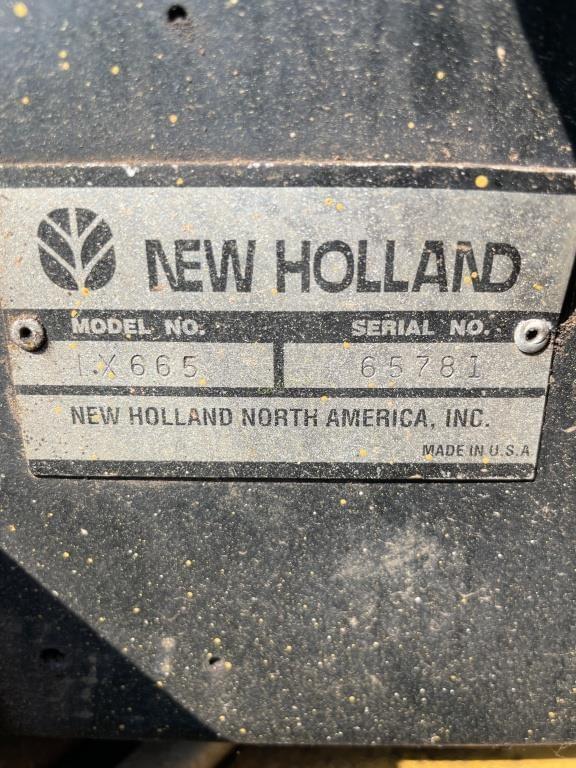 NEW HOLLAND
MODEL NO. SERIAL NO.
LX665 65781
NEW HOLLAND NORTH AMERICA, INC.
MADE IN U.S.A